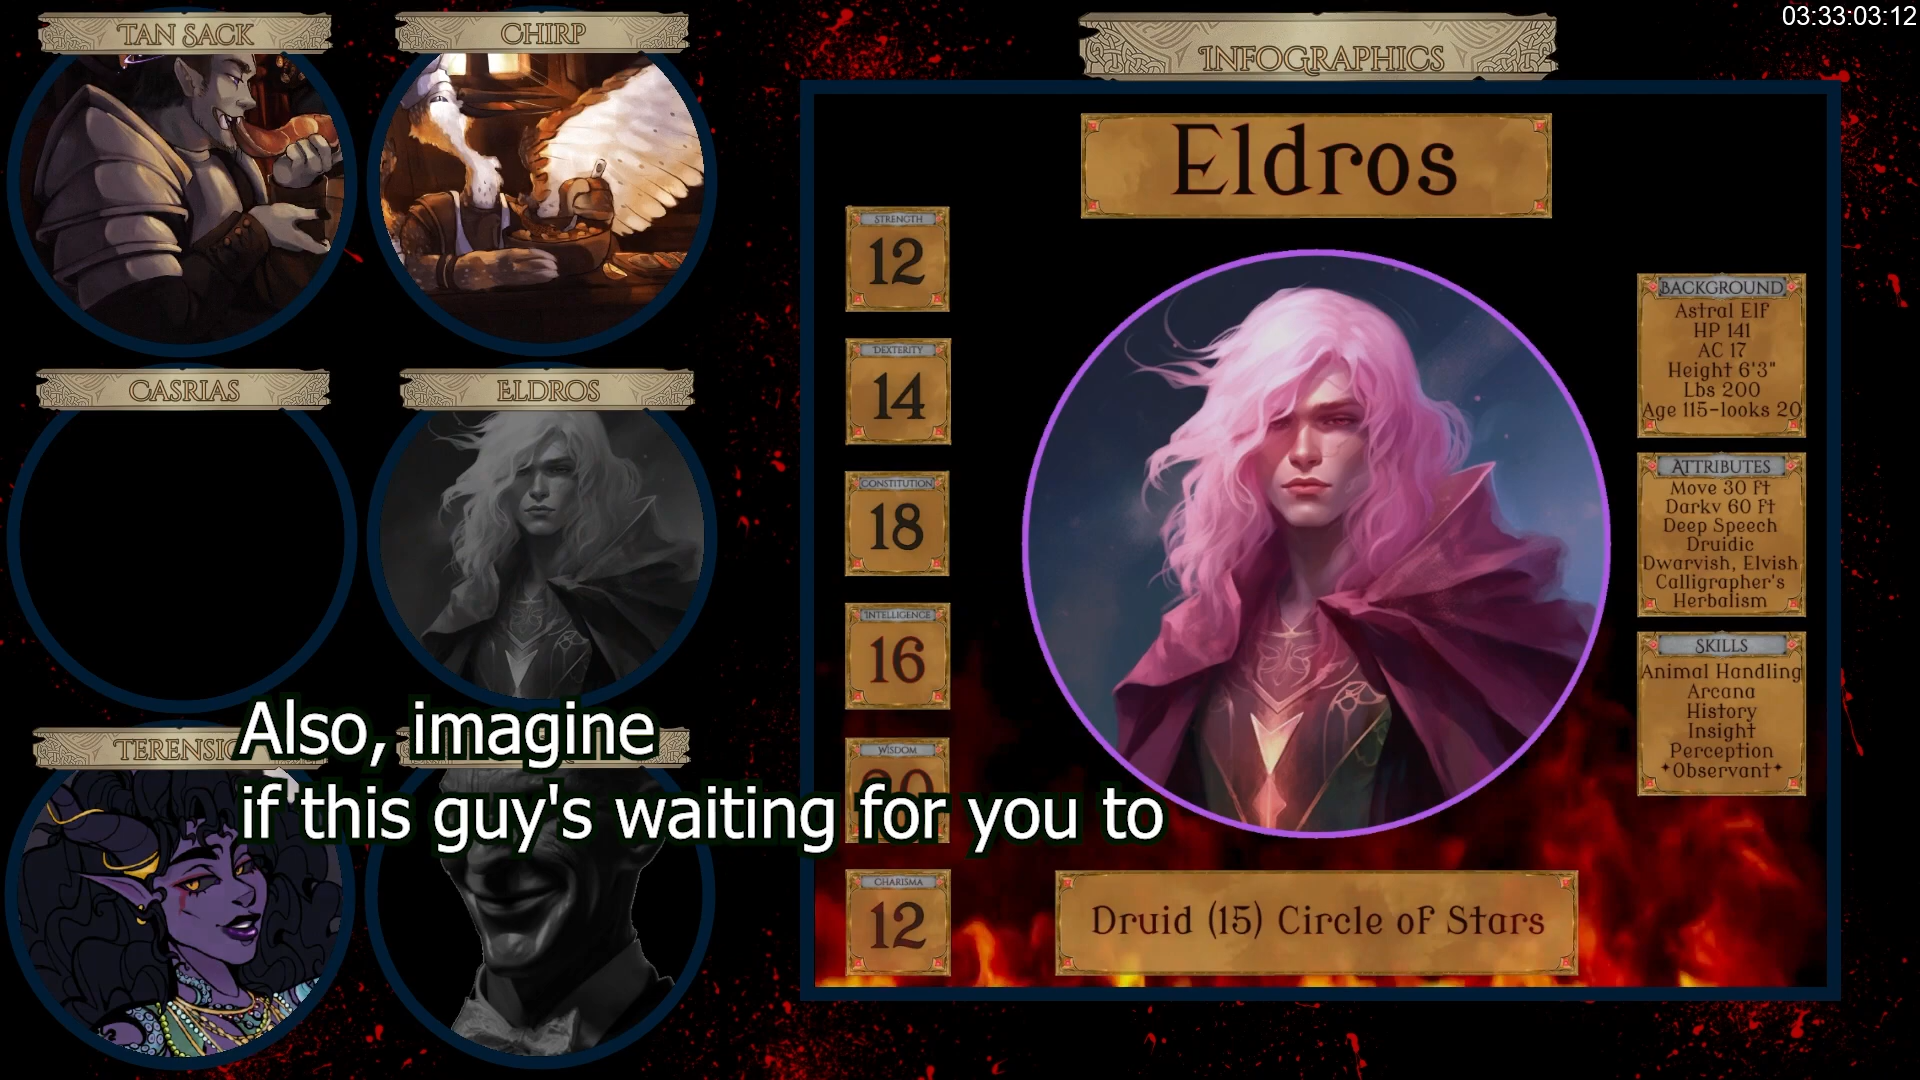 03:33:03:12
TAN SACK
CHIRP
INFOGRAPHICS
Eldros
STRENGTH
12
DEXTERITY
14
CONSTITUTION
18
INTELLIGENCE
16
WISDOM
20
CHARISMA
12
BACKGROUND
Astral Elf
HP 141
AC 17
Height 6'3"
Lbs 200
Age 115-looks 20
ATTRIBUTES
Move 30 ft
Darkv 60 ft
Deep Speech
Druidic
Dwarvish, Elvish
Calligrapher's
Herbalism
SKILLS
Animal Handling
Arcana
History
Insight
Perception
*Observant*
CASRIAS
ELDROS
Also, imagine
if this guy's waiting for you to
Druid (15) Circle of Stars